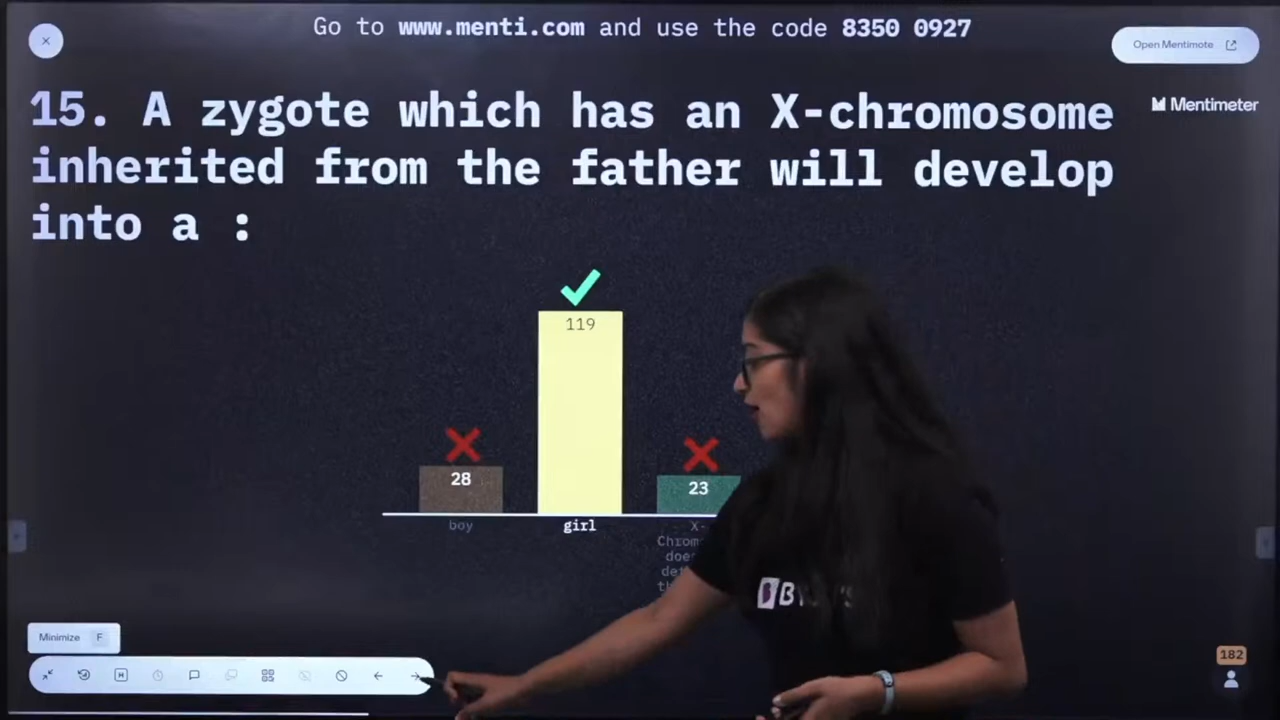 Go to www.menti.com and use the code 8350 0927
Open Mentimote
15. A zygote which has an X-chromosome
inherited from the father will develop
into a :
Mentimeter
119
28
23
boy
girl
X-
Minimize F
H
182